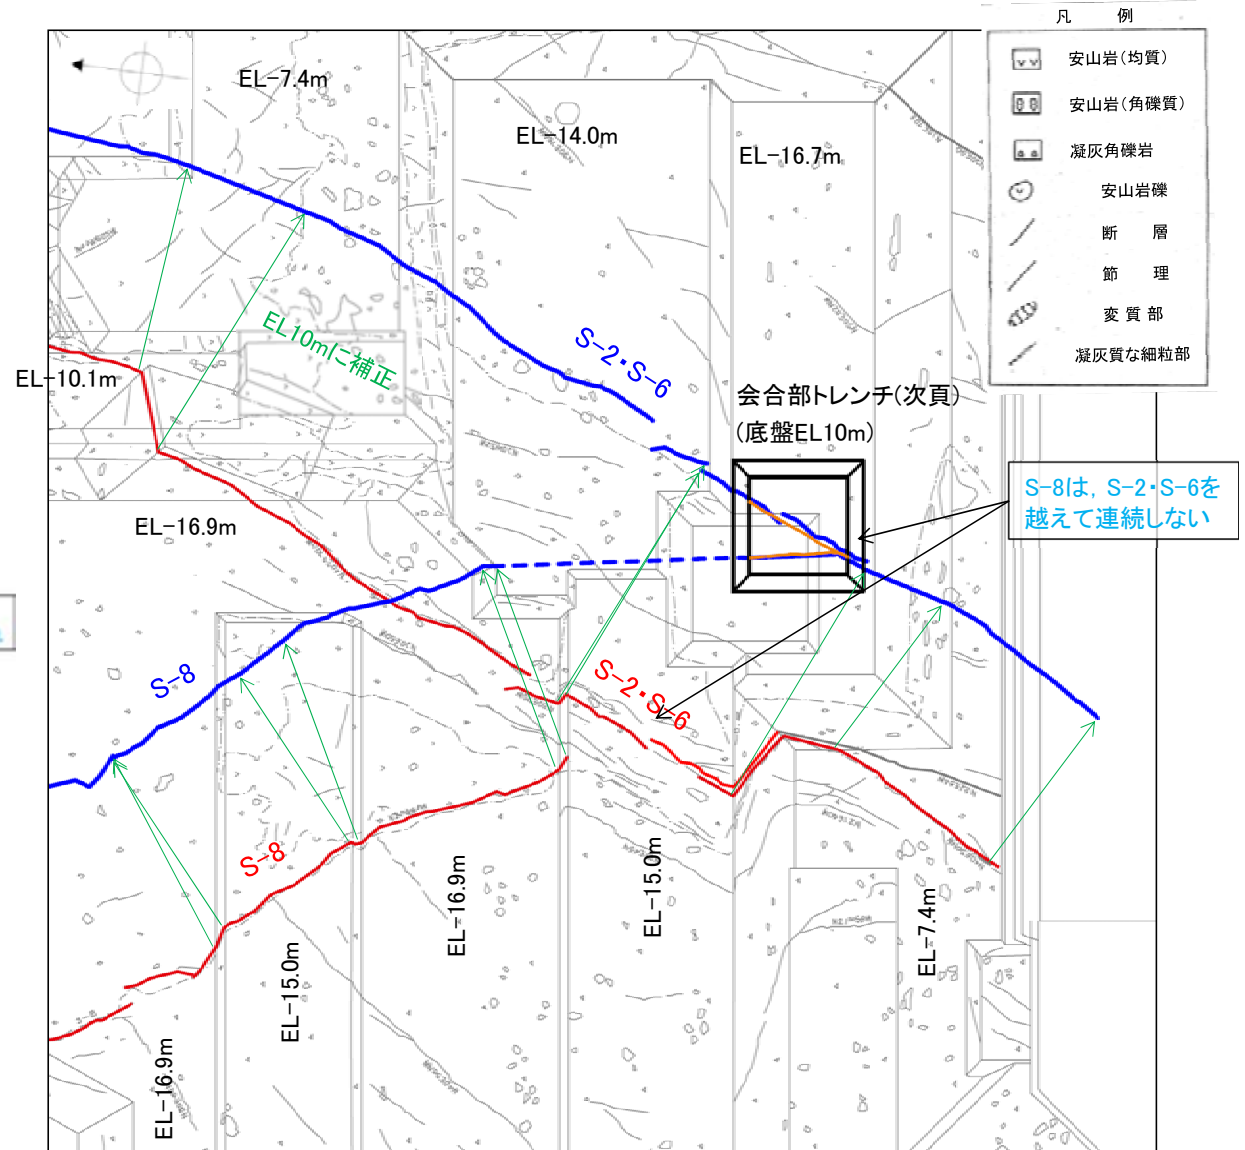 凡　例
安山岩(均質)
安山岩(角礫質)
凝灰角礫岩
安山岩礫
断　層
節　理
変 質 部
凝灰質な細粒部
EL-7.4m
EL-14.0m
EL-16.7m
EL10mに補正
S-2・S-6
EL-10.1m
会合部トレンチ(次頁)
(底盤EL10m)
S-8は, S-2・S-6を
越えて連続しない
EL-16.9m
S-8
S-2・S-6
S-8
EL-16.9m
EL-15.0m
EL-15.0m
EL-7.4m
EL-16.9m